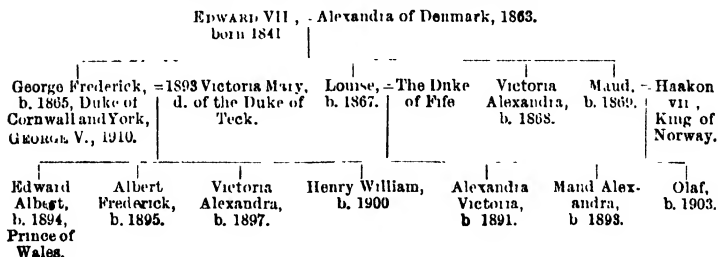 EDWARD VII, = Alexandra of Denmark, 1863.
born 1841
George Frederick, =1893 Victoria Mary, Louise, = The Duke Victoria Maud, = Haakon
b. 1865, Duke of d. of the Duke of b. 1867. of Fife Alexandra, b. 1869. VII,
Cornwall and York, Teck. b. 1868. King of
GEORGE V., 1910. Norway.
Edward Albert Victoria Henry William, Alexandra Maud Alex- Olaf,
Albert, Frederick, Alexandra, b. 1900 Victoria, andra, b. 1903.
b. 1894, b. 1895. b. 1897. b 1891. b 1893.
Prince of
Wales.